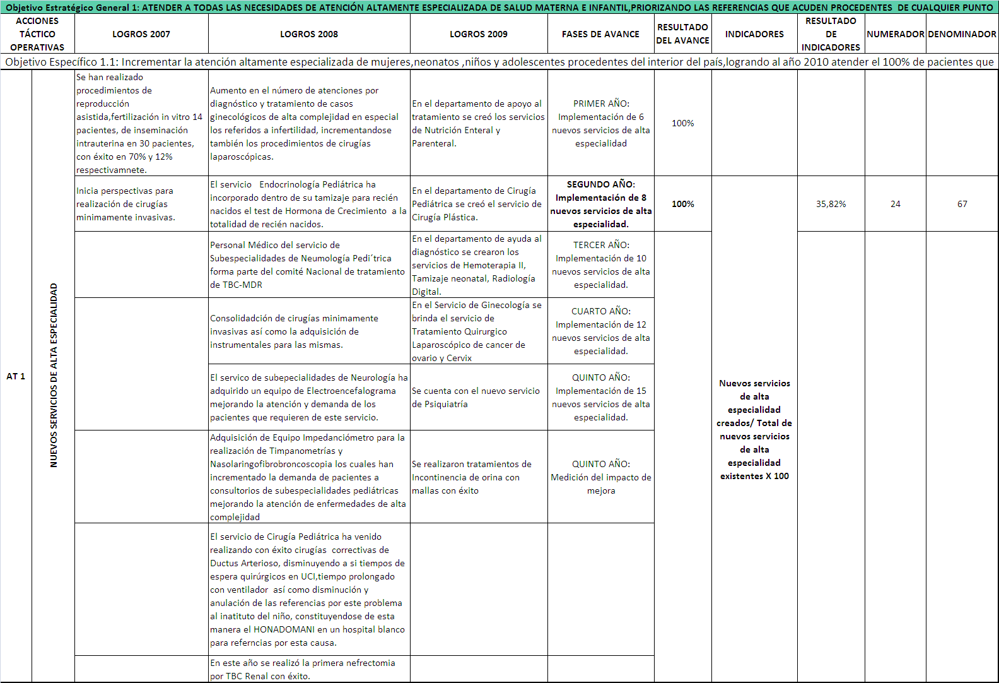 Objetivo Estratégico General 1: ATENDER A TODAS LAS NECESIDADES DE ATENCIÓN ALTAMENTE ESPECIALIZADA DE SALUD MATERNA E INFANTIL,PRIORIZANDO LAS REFERENCIAS QUE ACUDEN PROCEDENTES DE CUALQUIER PUNTO
ACCIONES
TÁCTICO
OPERATIVAS
LOGROS 2007
LOGROS 2008
LOGROS 2009
FASES DE AVANCE
RESULTADO
DEL AVANCE
INDICADORES
RESULTADO
DE
INDICADORES
NUMERADOR
DENOMINADOR
Objetivo Específico 1.1: Incrementar la atención altamente especializada de mujeres,neonatos ,niños y adolescentes procedentes del interior del país,logrando al año 2010 atender el 100% de pacientes que
AT 1
NUEVOS SERVICIOS DE ALTA ESPECIALIDAD
Se han realizado
procedimientos de
reproducción
asistida,fertilización in vitro 14
pacientes, de inseminación
intrauterina en 30 pacientes,
con éxito en 70% y 12%
respectivamnete.
Aumento en el número de atenciones por
diagnóstico y tratamiento de casos
ginecológicos de alta complejidad en especial
los referidos a infertilidad, incrementandose
también los procedimientos de cirugías
laparoscópicas.
En el departamento de apoyo al
tratamiento se creó los servicios
de Nutrición Enteral y
Parenteral.
PRIMER AÑO:
Implementación de 6
nuevos servicios de alta
especialidad
100%
Inicia perspectivas para
realización de cirugías
minimamente invasivas.
El servicio Endocrinología Pediátrica ha
incorporado dentro de su tamizaje para recién
nacidos el test de Hormona de Crecimiento a la
totalidad de recién nacidos.
En el departamento de Cirugía
Pediátrica se creó el servicio de
Cirugía Plástica.
SEGUNDO AÑO:
Implementación de 8
nuevos servicios de alta
especialidad.
100%
35,82%
24
67
Personal Médico del servicio de
Subespecialidades de Neumología Pedi´trica
forma parte del comité Nacional de tratamiento
de TBC-MDR
En el departamento de ayuda al
diagnóstico se crearon los
servicios de Hemoterapia II,
Tamizaje neonatal, Radiología
Digital.
TERCER AÑO:
Implementación de 10
nuevos servicios de alta
especialidad.
Consolidadción de cirugías minimamente
invasivas así como la adquisición de
instrumentales para las mismas.
En el Servicio de Ginecología se
brinda el servicio de
Tratamiento Quirurgico
Laparoscópico de cancer de
ovario y Cervix
CUARTO AÑO:
Implementación de 12
nuevos servicios de alta
especialidad.
El servico de subepecialidades de Neurología ha
adquirido un equipo de Electroencefalograma
mejorando la atención y demanda de los
pacientes que requieren de este servicio.
Se cuenta con el nuevo servicio
de Psiquiatría
QUINTO AÑO:
Implementación de 15
nuevos servicios de alta
especialidad.
Nuevos servicios
de alta
especialidad
creados/ Total de
nuevos servicios
de alta
especialidad
existentes X 100
Adquisición de Equipo Impedanciómetro para la
realización de Timpanometrías y
Nasolaringofibrobroncoscopia los cuales han
incrementado la demanda de pacientes a
consultorios de subespecialidades pediátricas
mejorando la atención de enfermedades de alta
complejidad
Se realizaron tratamientos de
Incontinencia de orina con
mallas con éxito
QUINTO AÑO:
Medición del impacto de
mejora
El servicio de Cirugía Pediátrica ha venido
realizando con éxito cirugías correctivas de
Ductus Arterioso, disminuyendo a si tiempos de
espera quirúrgicos en UCI,tiempo prolongado
con ventilador así como disminución y
anulación de las referencias por este problema
al inatituto del niño, constituyendose de esta
manera el HONADOMANI en un hospital blanco
para referncias por esta causa.
En este año se realizó la primera nefrectomia
por TBC Renal con éxito.